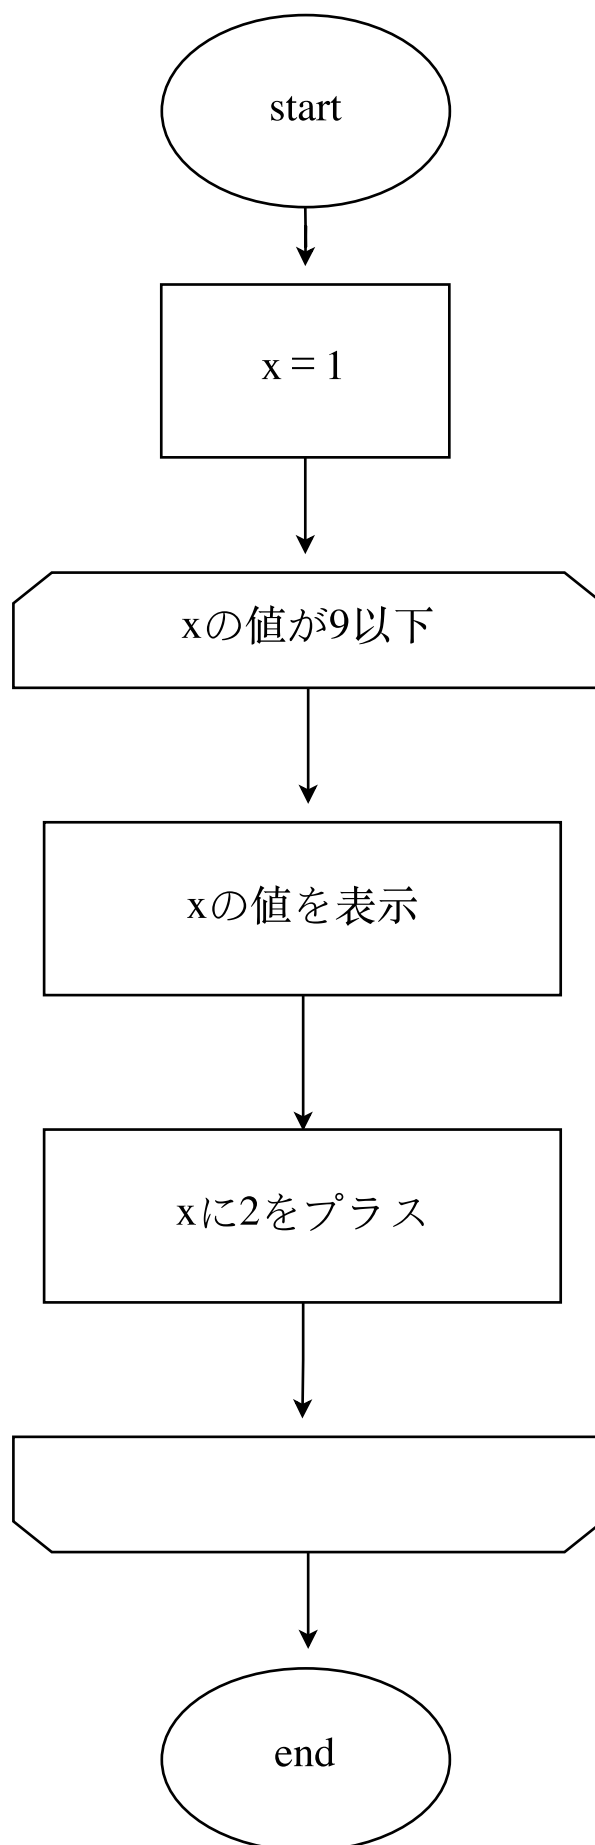 start
x = 1
xの値が9以下
xの値を表示
xに2をプラス
end